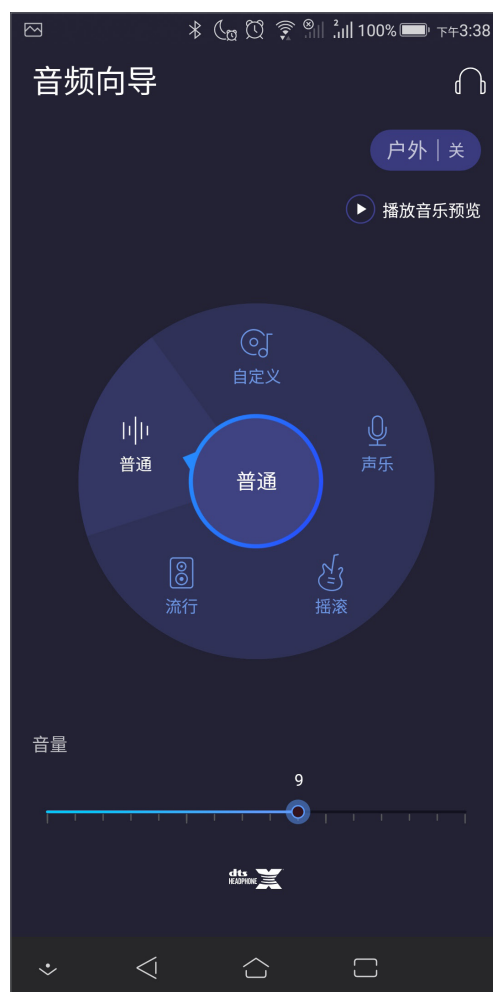 2 100% 下午3:38
音频向导
户外 | 关
播放音乐预览
自定义
普通
声乐
普通
流行
摇滚
音量
9
dts
HEADPHONE X